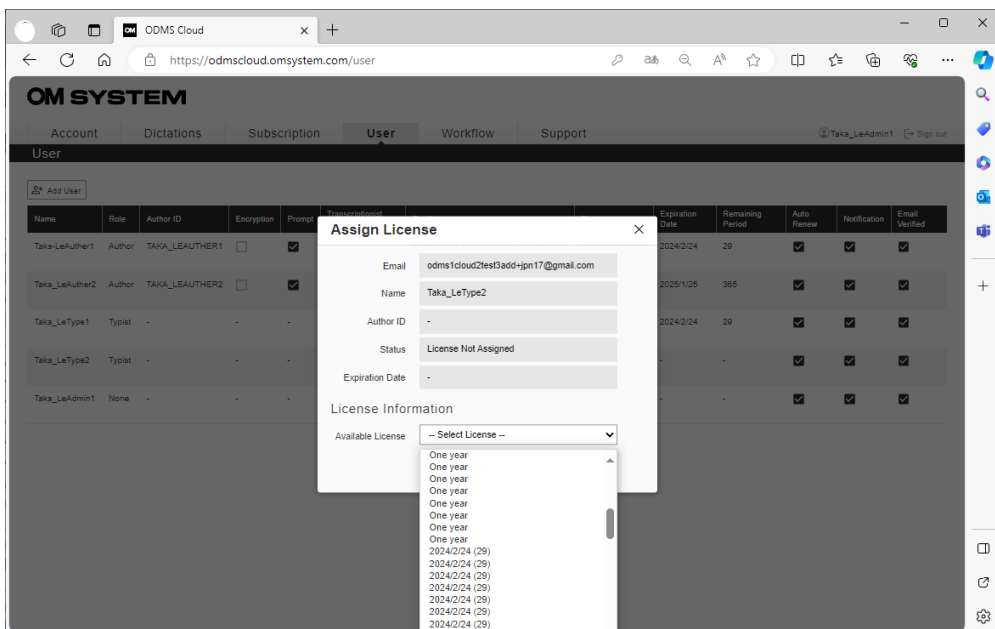 ODMS Cloud
https://odmscloud.omsystem.com/user
OM SYSTEM
Account Dictations Subscription User Workflow Support Taka_LeAdmin1 Sign out
User
Add User
Name Role Author ID Encryption Prompt Transcriptionist Expiration Date Remaining Period Auto Renew Notification Email Verified
Taka-LeAuther1 Author TAKA_LEAUTHER1 2024/2/24 29
Taka_LeAuther2 Author TAKA_LEAUTHER2 2025/1/25 365
Taka_LeType1 Typist - - - 2024/2/24 29
Taka_LeType2 Typist - - - - -
Taka_LeAdmin1 None - - - - -
Assign License
Email odms1cloud2test3add+jpn17@gmail.com
Name Taka_LeType2
Author ID -
Status License Not Assigned
Expiration Date -
License Information
Available License -- Select License --
One year
One year
One year
One year
One year
One year
One year
One year
2024/2/24 (29)
2024/2/24 (29)
2024/2/24 (29)
2024/2/24 (29)
2024/2/24 (29)
2024/2/24 (29)
2024/2/24 (29)